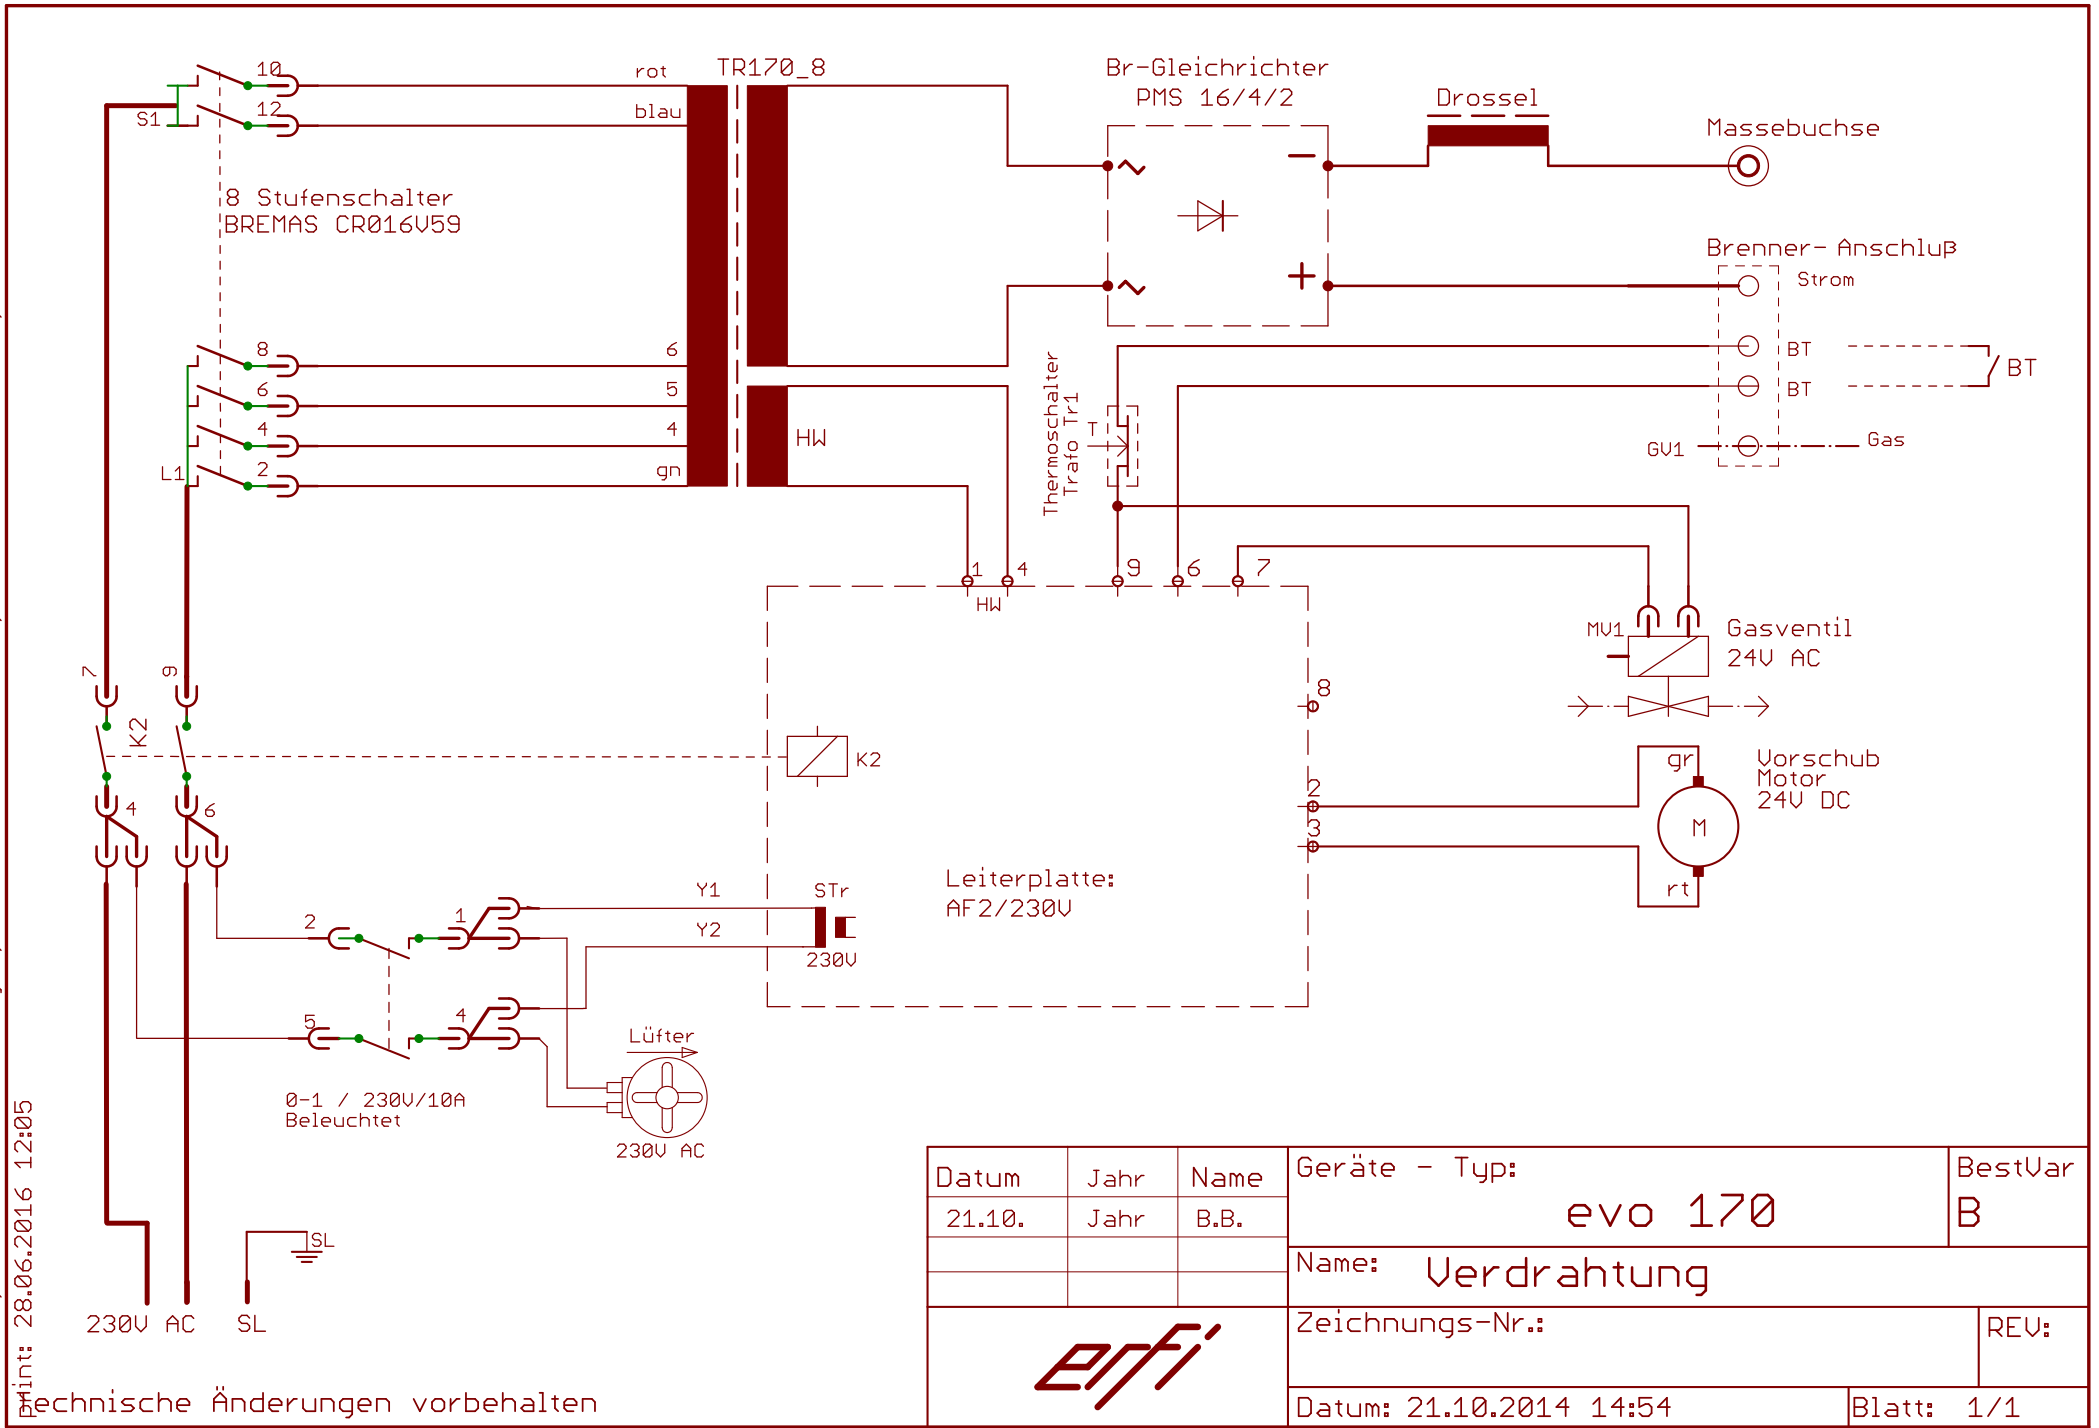 10
rot
TR170_8
Br-Gleichrichter
PMS 16/4/2
Drossel
Massebuchse
S1
12
blau
8 Stufenschalter
BREMAS CR016V59
Brenner- Anschluß
Strom
8
6
6
5
4
4
L1
2
gn
HW
Thermoschalter
Trafo Tr1
T
BT
BT
BT
GV1
Gas
1
4
9
6
7
HW
MV1
Gasventil
24V AC
7
9
K2
K2
8
2
3
gr
Vorschub
Motor
24V DC
M
rt
4
6
Leiterplatte:
AF2/230V
2
1
Y1
STr
Y2
230V
5
4
Lüfter
230V AC
0-1 / 230V/10A
Beleuchtet
SL
230V AC
SL
print: 28.06.2016 12:05
Technische Änderungen vorbehalten
Datum
Jahr
Name
21.10.
Jahr
B.B.
Geräte - Typ:
evo 170
BestVar
B
Name:
Verdrahtung
Zeichnungs-Nr.:
REV:
enfi
Datum: 21.10.2014 14:54
Blatt: 1/1